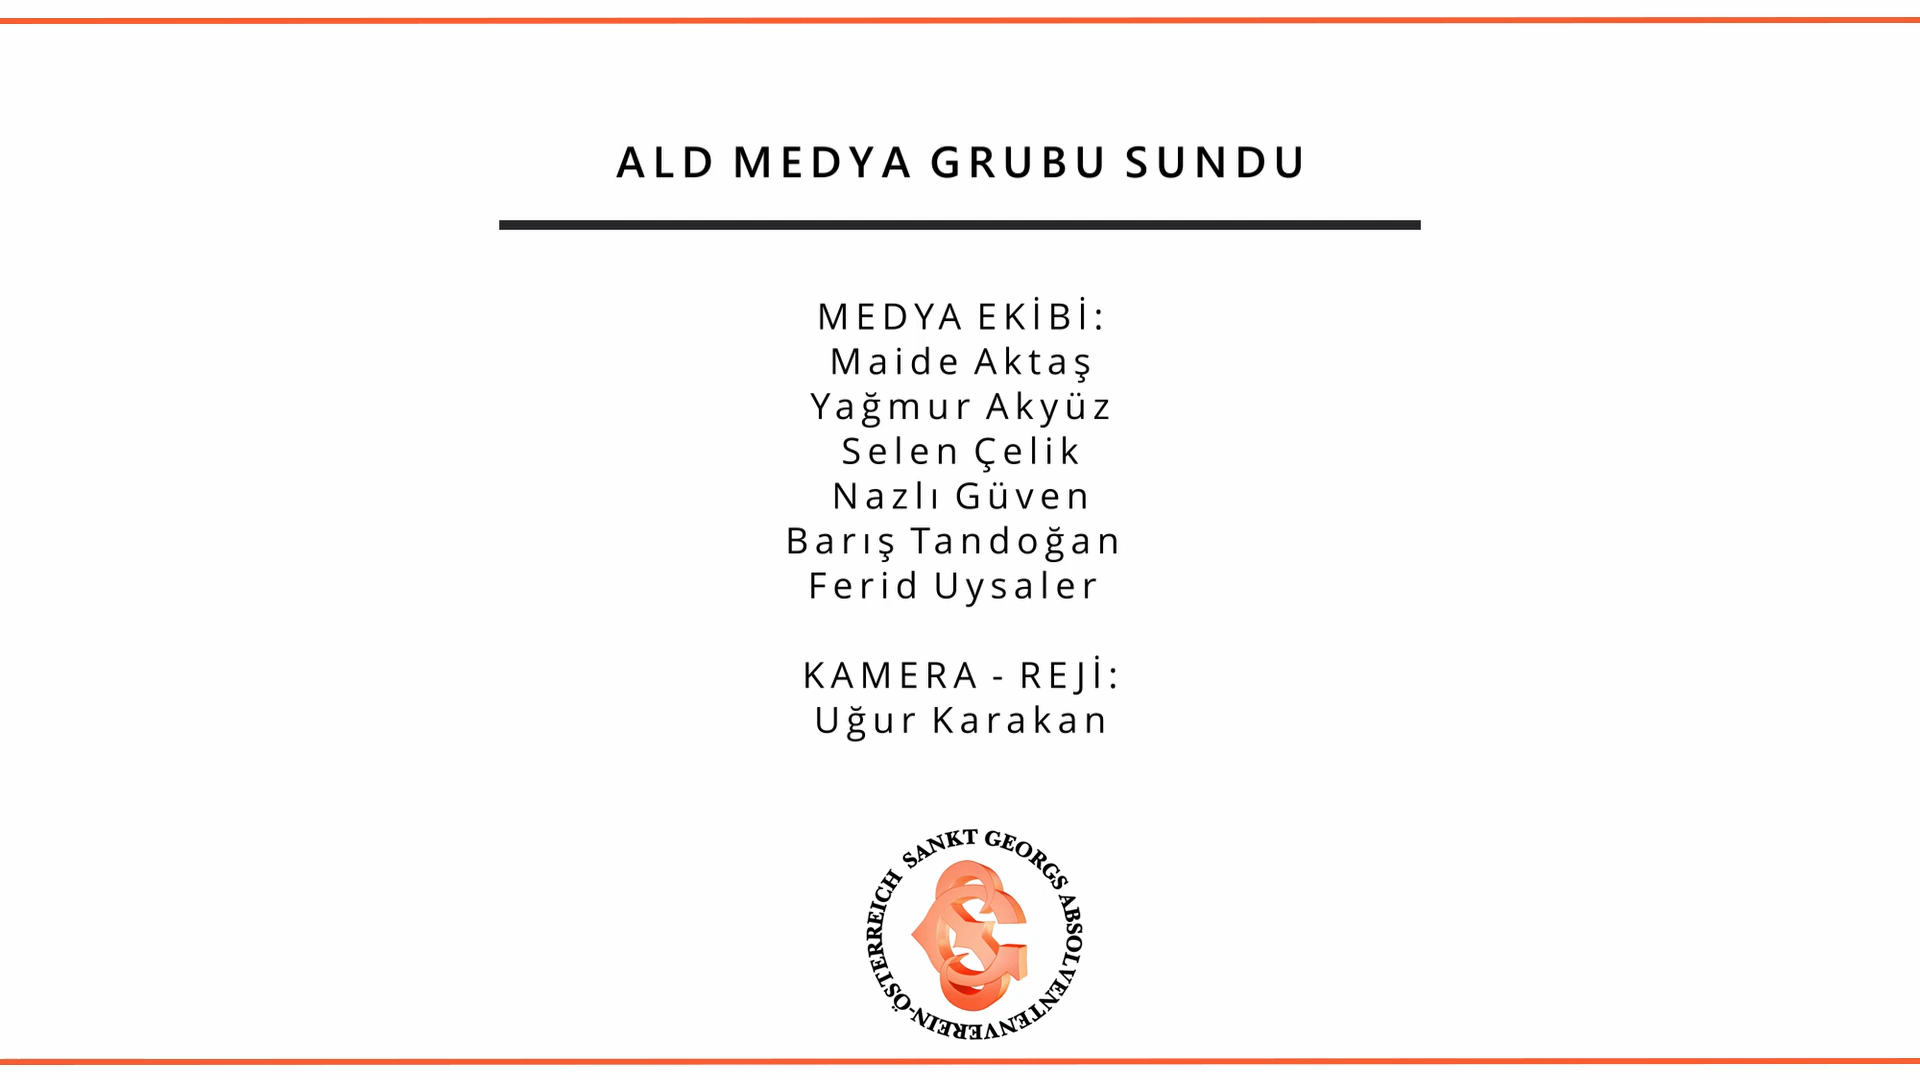 ALD MEDYA GRUBU SUNDU
MEDYA EKİBİ:
Maide Aktaş
Yağmur Akyüz
Selen Çelik
Nazlı Güven
Barış Tandoğan
Ferid Uysaler
KAMERA - REJİ:
Uğur Karakan
SANKT GEORGS ABSOLVENTENVEREIN-ÖSTERREICH